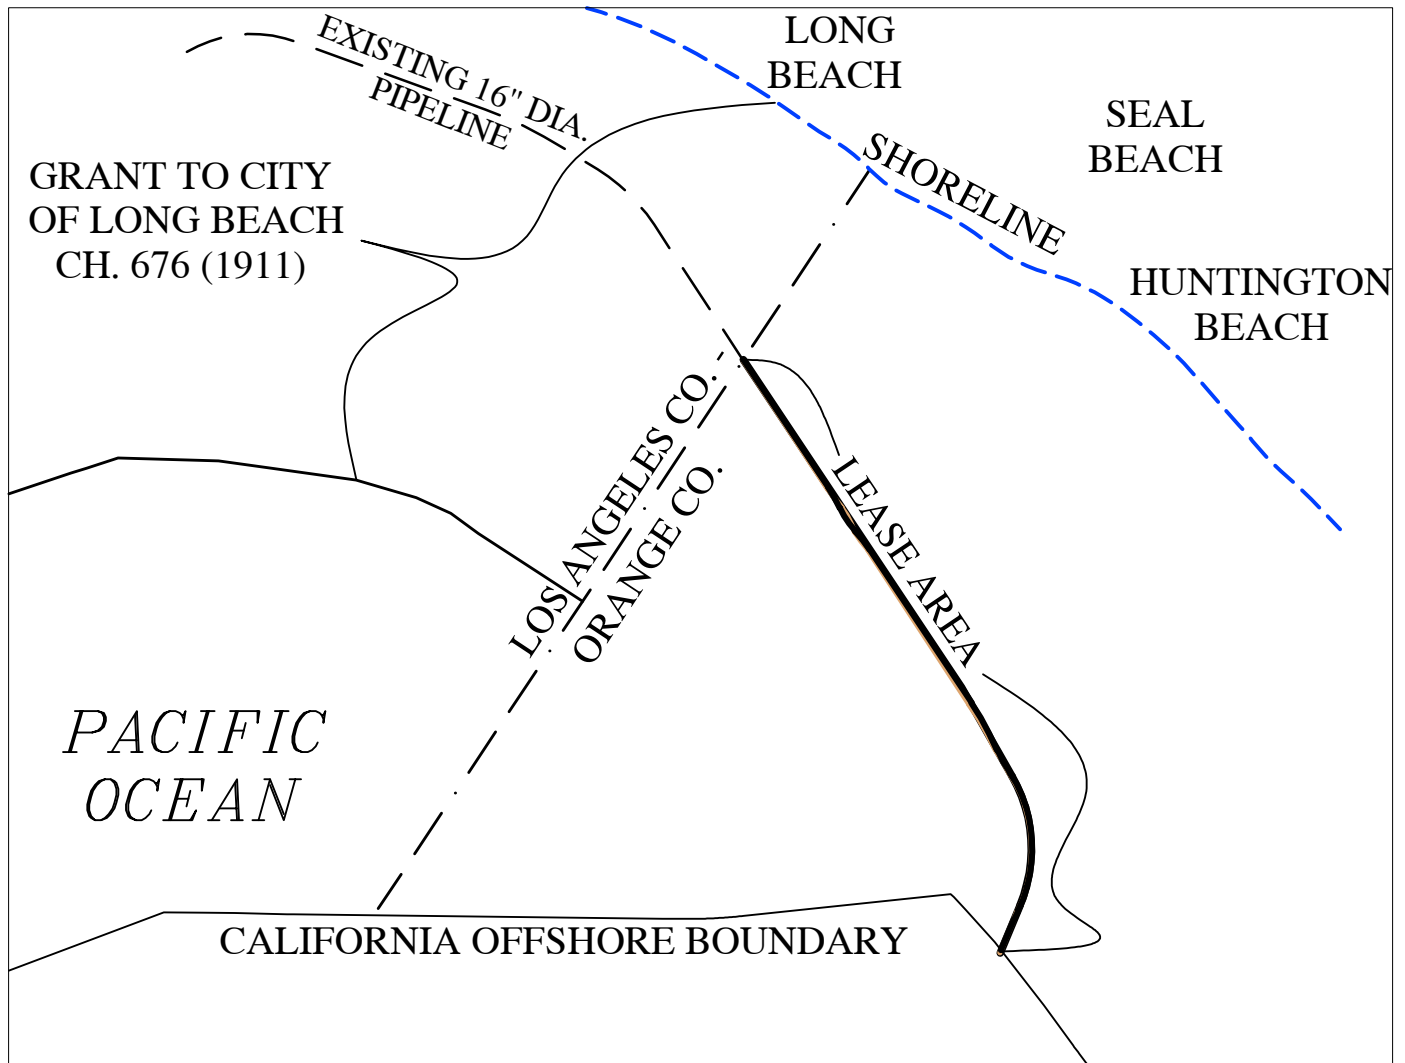 EXISTING 16" DIA.
PIPELINE
LONG
BEACH
SEAL
BEACH
SHORELINE
GRANT TO CITY
OF LONG BEACH
CH. 676 (1911)
HUNTINGTON
BEACH
LOS ANGELES CO.
ORANGE CO.
LEASE AREA
PACIFIC
OCEAN
CALIFORNIA OFFSHORE BOUNDARY